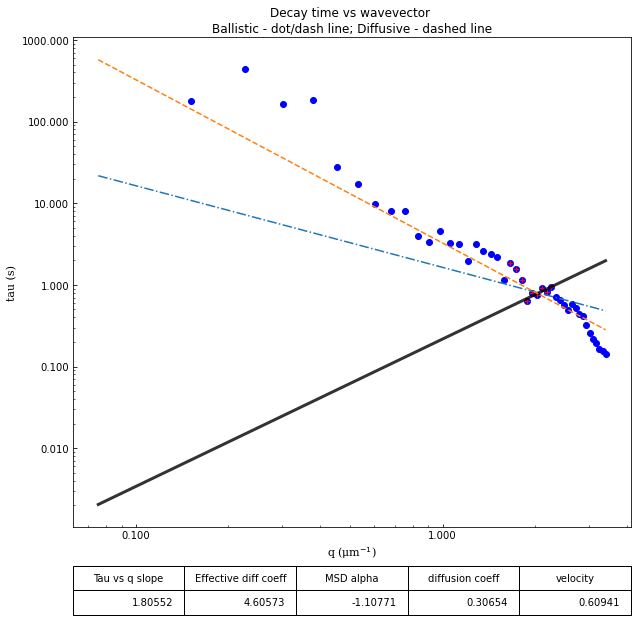 Decay time vs wavevector
Ballistic - dot/dash line; Diffusive - dashed line
1000.000
100.000
10.000
1.000
0.100
0.010
tau (s)
0.100 1.000
q (μm⁻¹)
Tau vs q slope Effective diff coeff MSD alpha diffusion coeff velocity
1.80552 4.60573 -1.10771 0.30654 0.60941